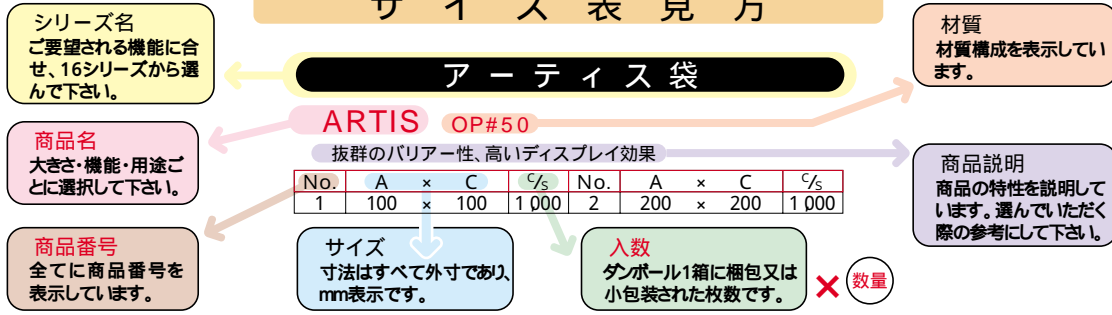 サイズ表見方
シリーズ名
ご要望される機能に合
せ、16シリーズから選
んで下さい。
アーティス袋
材質
材質構成を表示してい
ます。
商品名
大きさ・機能・用途ご
とに選択して下さい。
ARTIS OP#50
抜群のバリアー性、高いディスプレイ効果
商品説明
商品の特性を説明して
います。選んでいただく
際の参考にして下さい。
No. A × C C/S No. A × C C/S
1 100 × 100 1,000 2 200 × 200 1,000
商品番号
全てに商品番号を
表示しています。
サイズ
寸法はすべて外寸であり、
mm表示です。
入数
ダンボール1箱に梱包又は
小包装された枚数です。
× 数量